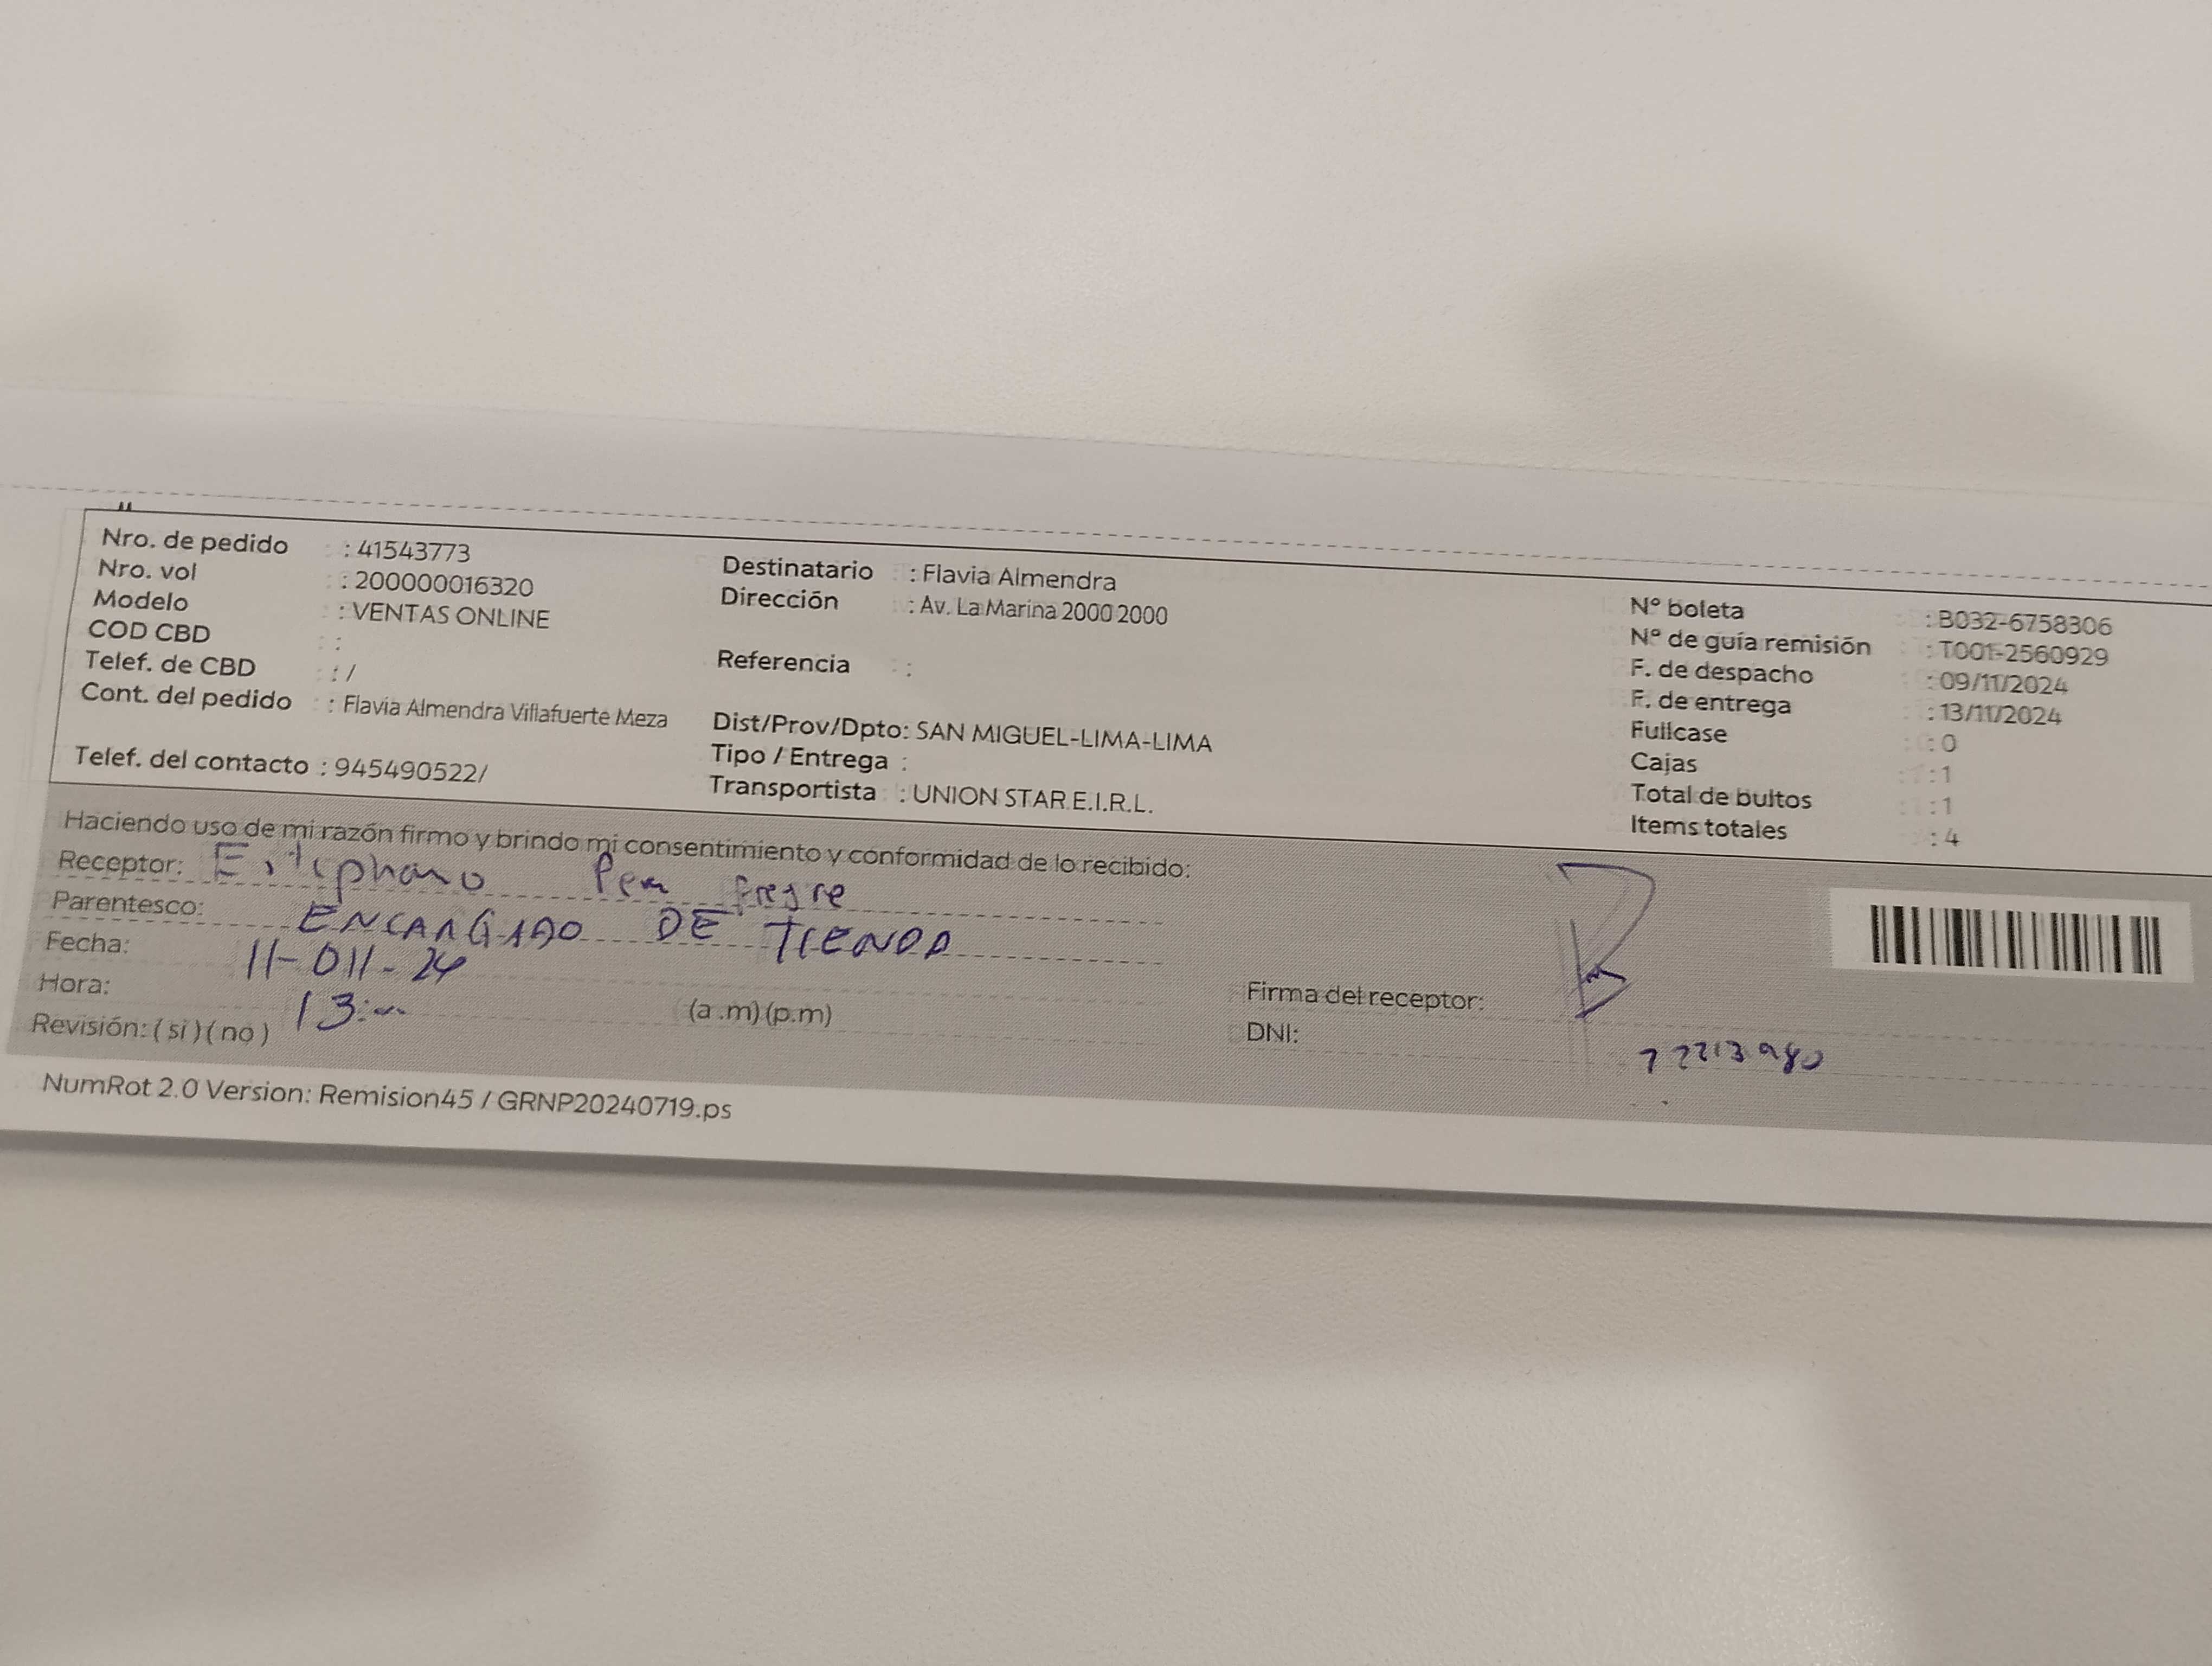 Nro. de pedido : 41543773
Nro. vol : 200000016320
Modelo : VENTAS ONLINE
COD CBD :
Telef. de CBD : /
Cont. del pedido : Flavia Almendra Villafuerte Meza
Telef. del contacto : 945490522/
Destinatario : Flavia Almendra
Dirección : Av. La Marina 2000 2000
Referencia :
Dist/Prov/Dpto: SAN MIGUEL-LIMA-LIMA
Tipo / Entrega :
Transportista : UNION STAR E.I.R.L.
N° boleta : B032-6758306
N° de guía remisión : T001-2560929
F. de despacho : 09/11/2024
F. de entrega : 13/11/2024
Fullcase : 0
Cajas : 1
Total de bultos : 1
Items totales : 4
Haciendo uso de mi razón firmo y brindo mi consentimiento y conformidad de lo recibido:
Receptor:
Parentesco: ENCARGADO DE TIENDA
Fecha: 11-011-24
Hora: 13:-- (a .m)(p.m)
Revisión: ( si )( no )
Firma del receptor:
DNI:
NumRot 2.0 Version: Remision45 / GRNP20240719.ps